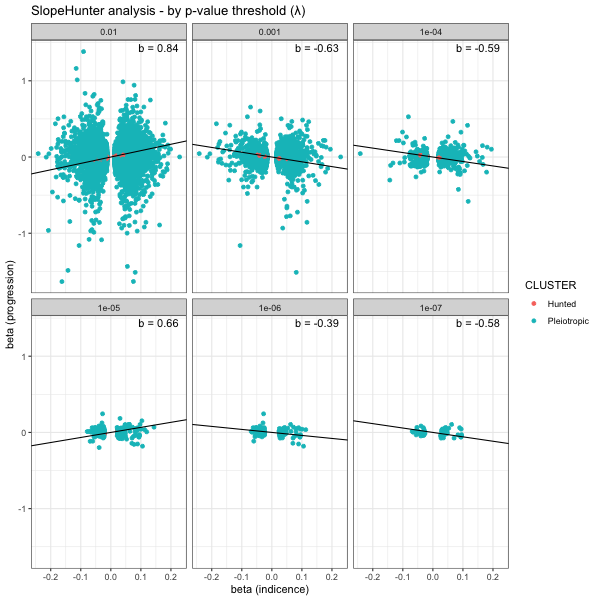 SlopeHunter analysis - by p-value threshold (λ)
0.01
0.001
1e-04
b = 0.84
b = -0.63
b = -0.59
1
0
-1
1e-05
1e-06
1e-07
b = 0.66
b = -0.39
b = -0.58
1
0
-1
-0.2 -0.1 0.0 0.1 0.2
-0.2 -0.1 0.0 0.1 0.2
-0.2 -0.1 0.0 0.1 0.2
beta (indicence)
beta (progression)
CLUSTER
Hunted
Pleiotropic